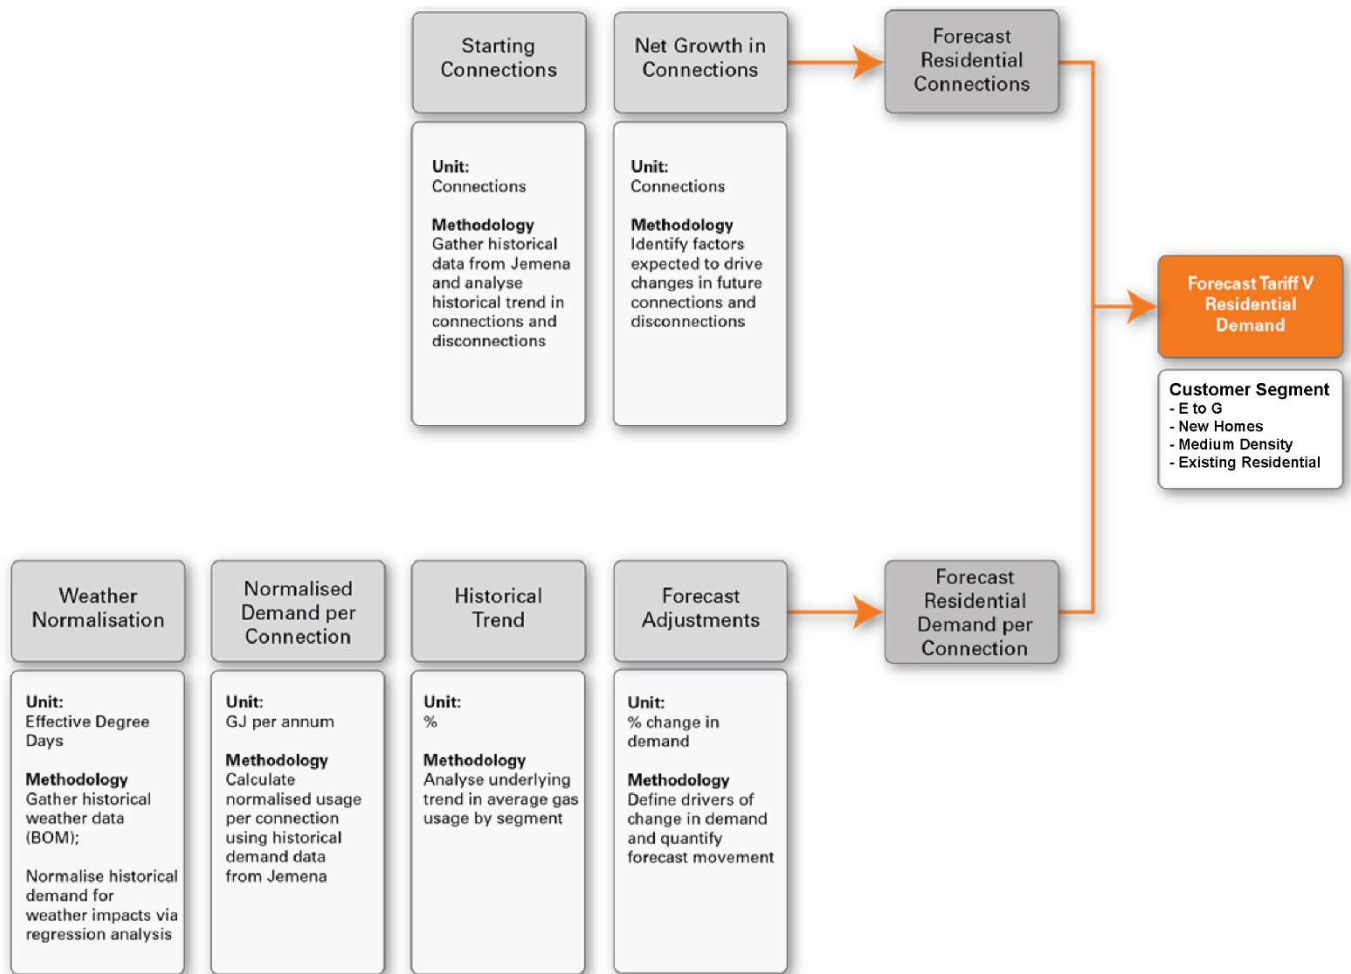 Starting
Connections
Net Growth in
Connections
Forecast
Residential
Connections
Unit:
Connections
Methodology
Gather historical
data from Jemena
and analyse
historical trend in
connections and
disconnections
Unit:
Connections
Methodology
Identify factors
expected to drive
changes in future
connections and
disconnections
Forecast Tariff V
Residential
Demand
Customer Segment
- E to G
- New Homes
- Medium Density
- Existing Residential
Weather
Normalisation
Normalised
Demand per
Connection
Historical
Trend
Forecast
Adjustments
Forecast
Residential
Demand per
Connection
Unit:
Effective Degree
Days
Methodology
Gather historical
weather data
(BOM);
Normalise historical
demand for
weather impacts via
regression analysis
Unit:
GJ per annum
Methodology
Calculate
normalised usage
per connection
using historical
demand data
from Jemena
Unit:
%
Methodology
Analyse underlying
trend in average gas
usage by segment
Unit:
% change in
demand
Methodology
Define drivers of
change in demand
and quantify
forecast movement